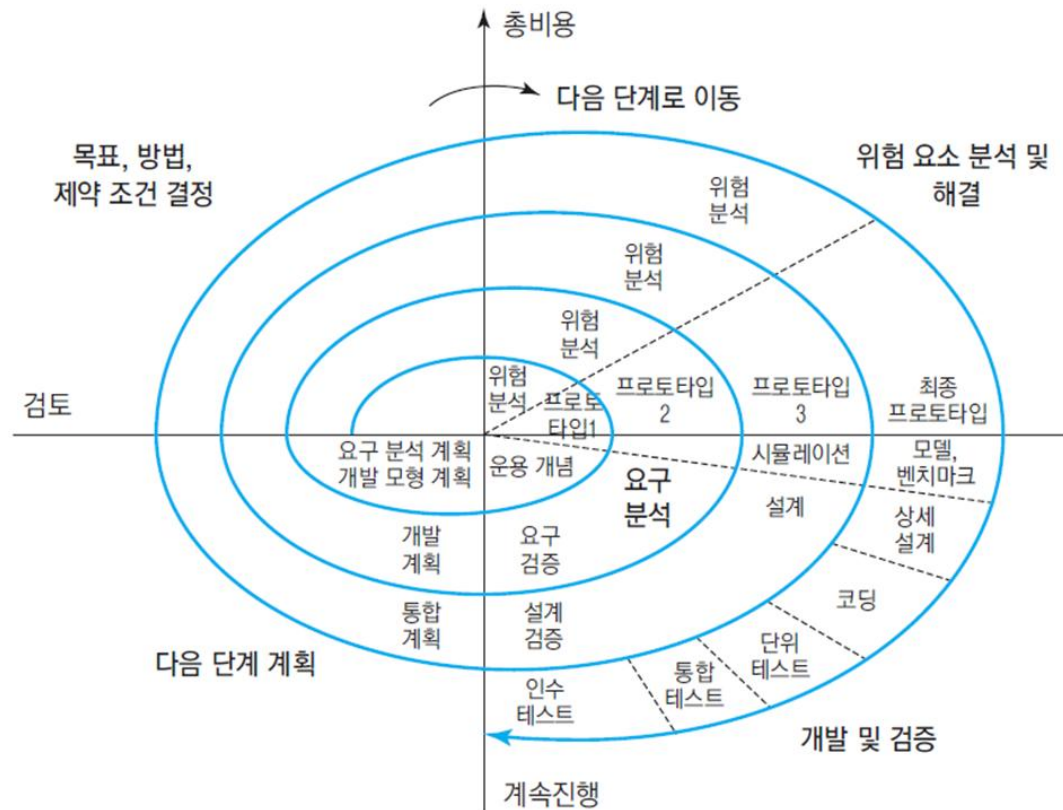 총비용
다음 단계로 이동
목표, 방법,
제약 조건 결정
위험 요소 분석 및
해결
위험
분석
위험
분석
위험
분석
위험
분석
검토
프로토
타입1
프로토타입
2
프로토타입
3
최종
프로토타입
요구 분석 계획
개발 모형 계획
운용 개념
요구
분석
시뮬레이션
모델,
벤치마크
설계
상세
설계
개발
계획
요구
검증
코딩
통합
계획
설계
검증
단위
테스트
통합
테스트
인수
테스트
다음 단계 계획
개발 및 검증
계속진행